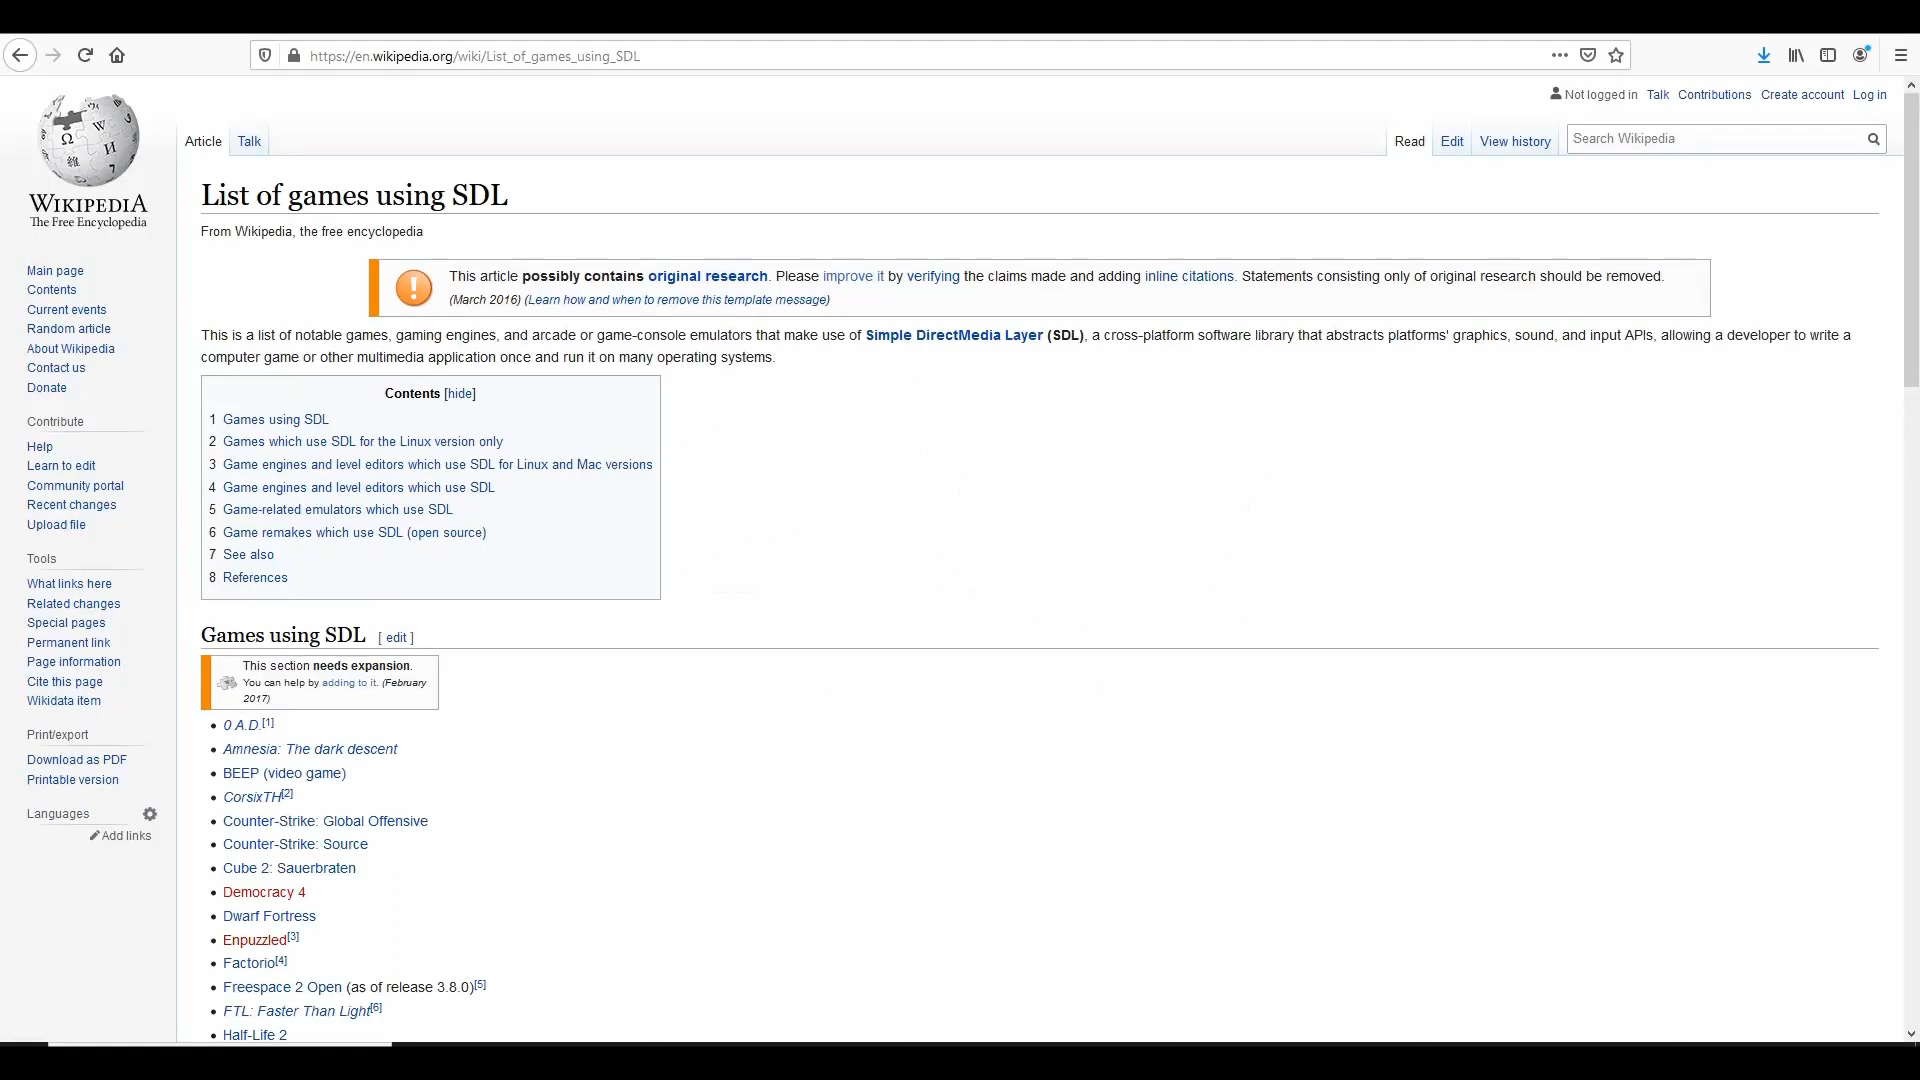 https://en.wikipedia.org/wiki/List_of_games_using_SDL
Not logged in Talk Contributions Create account Log in
Article Talk Read Edit View history Search Wikipedia
WIKIPEDIA
The Free Encyclopedia
Main page
Contents
Current events
Random article
About Wikipedia
Contact us
Donate
Contribute
Help
Learn to edit
Community portal
Recent changes
Upload file
Tools
What links here
Related changes
Special pages
Permanent link
Page information
Cite this page
Wikidata item
Print/export
Download as PDF
Printable version
Languages
Add links
List of games using SDL
From Wikipedia, the free encyclopedia
This article possibly contains original research. Please improve it by verifying the claims made and adding inline citations. Statements consisting only of original research should be removed.
(March 2016) (Learn how and when to remove this template message)
This is a list of notable games, gaming engines, and arcade or game-console emulators that make use of Simple DirectMedia Layer (SDL), a cross-platform software library that abstracts platforms' graphics, sound, and input APIs, allowing a developer to write a
computer game or other multimedia application once and run it on many operating systems.
Contents [hide]
1 Games using SDL
2 Games which use SDL for the Linux version only
3 Game engines and level editors which use SDL for Linux and Mac versions
4 Game engines and level editors which use SDL
5 Game-related emulators which use SDL
6 Game remakes which use SDL (open source)
7 See also
8 References
Games using SDL [ edit ]
This section needs expansion.
You can help by adding to it. (February
2017)
• 0 A.D.[1]
• Amnesia: The dark descent
• BEEP (video game)
• CorsixTH[2]
• Counter-Strike: Global Offensive
• Counter-Strike: Source
• Cube 2: Sauerbraten
• Democracy 4
• Dwarf Fortress
• Enpuzzled[3]
• Factorio[4]
• Freespace 2 Open (as of release 3.8.0)[5]
• FTL: Faster Than Light[6]
• Half-Life 2